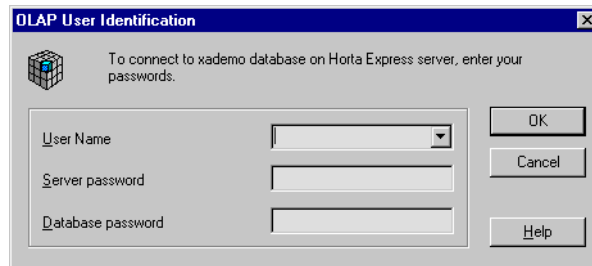 OLAP User Identification
To connect to xademo database on Horta Express server, enter your
passwords.
User Name
Server password
Database password
OK
Cancel
Help